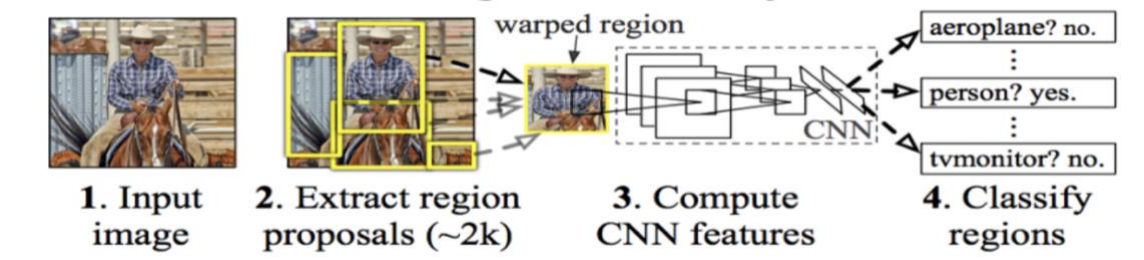 warped region
aeroplane? no.
person? yes.
CNN
tvmonitor? no.
1. Input
image
2. Extract region
proposals (~2k)
3. Compute
CNN features
4. Classify
regions